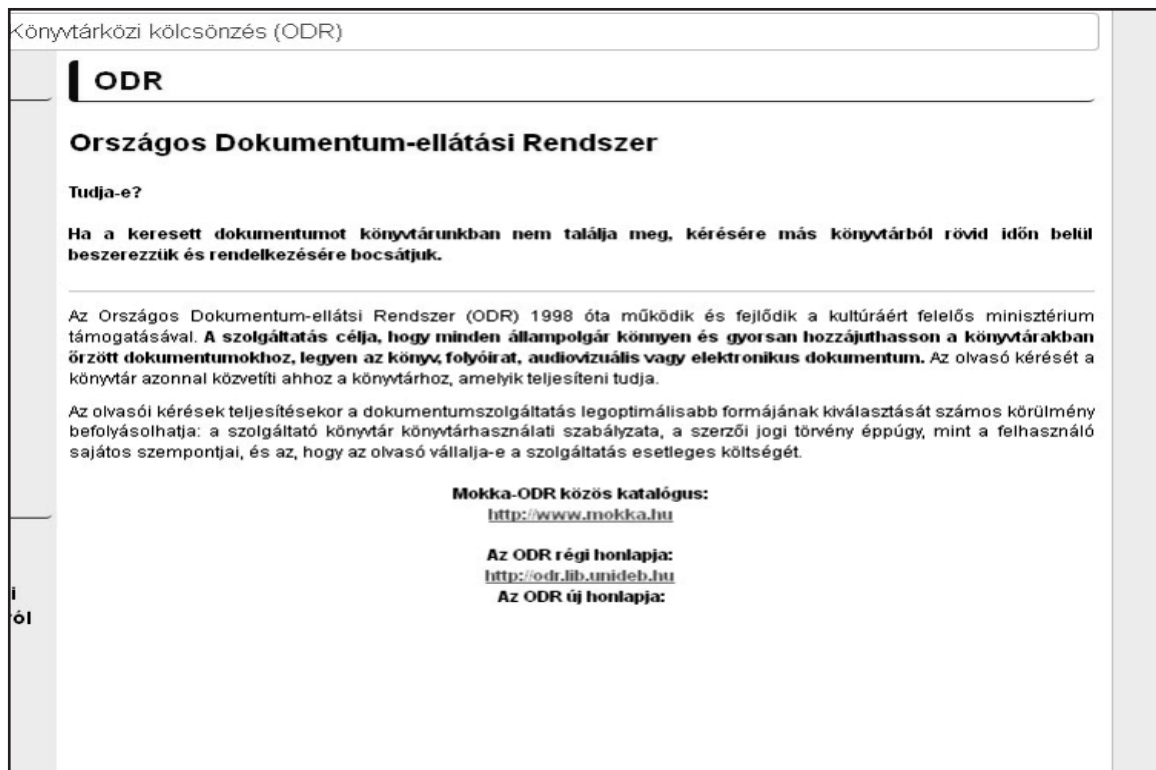 Könyvtárközi kölcsönzés (ODR)
ODR
Országos Dokumentum-ellátási Rendszer
Tudja-e?
Ha a keresett dokumentumot könyvtárunkban nem találja meg, kérésére más könyvtárból rövid időn belül
beszerezzük és rendelkezésére bocsátjuk.
Az Országos Dokumentum-ellátsi Rendszer (ODR) 1998 óta működik és fejlődik a kultúráért felelős minisztérium
támogatásával. A szolgáltatás célja, hogy minden állampolgár könnyen és gyorsan hozzájuthasson a könyvtárakban
őrzött dokumentumokhoz, legyen az könyv, folyóirat, audiovizuális vagy elektronikus dokumentum. Az olvasó kérését a
könyvtár azonnal közvetíti ahhoz a könyvtárhoz, amelyik teljesíteni tudja.
Az olvasói kérések teljesítésekor a dokumentumszolgáltatás legoptimálisabb formájának kiválasztását számos körülmény
befolyásolhatja: a szolgáltató könyvtár könyvtárhasználati szabályzata, a szerzői jogi törvény éppúgy, mint a felhasználó
sajátos szempontjai, és az, hogy az olvasó vállalja-e a szolgáltatás esetleges költségét.
Mokka-ODR közös katalógus:
http://www.mokka.hu
Az ODR régi honlapja:
http://odr.lib.unideb.hu
Az ODR új honlapja:
i
ról